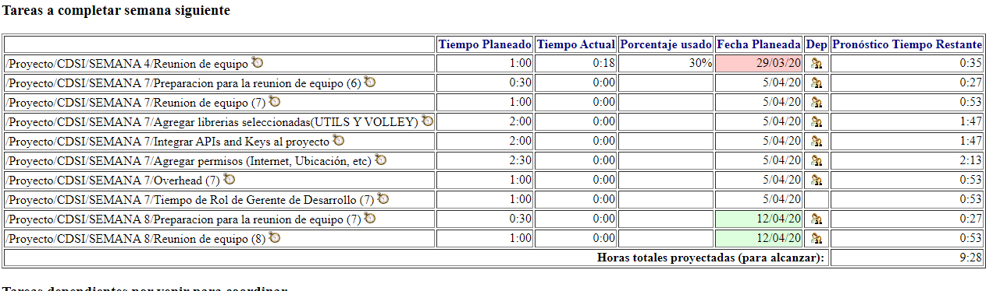 Tareas a completar semana siguiente
Tiempo Planeado Tiempo Actual Porcentaje usado Fecha Planeada Dep Pronóstico Tiempo Restante
/Proyecto/CDSI/SEMANA 4/Reunion de equipo 1:00 0:18 30% 29/03/20 0:35
/Proyecto/CDSI/SEMANA 7/Preparacion para la reunion de equipo (6) 0:30 0:00 5/04/20 0:27
/Proyecto/CDSI/SEMANA 7/Reunion de equipo (7) 1:00 0:00 5/04/20 0:53
/Proyecto/CDSI/SEMANA 7/Agregar librerias seleccionadas(UTILS Y VOLLEY) 2:00 0:00 5/04/20 1:47
/Proyecto/CDSI/SEMANA 7/Integrar APIs and Keys al proyecto 2:00 0:00 5/04/20 1:47
/Proyecto/CDSI/SEMANA 7/Agregar permisos (Internet, Ubicación, etc) 2:30 0:00 5/04/20 2:13
/Proyecto/CDSI/SEMANA 7/Overhead (7) 1:00 0:00 5/04/20 0:53
/Proyecto/CDSI/SEMANA 7/Tiempo de Rol de Gerente de Desarrollo (7) 1:00 0:00 5/04/20 0:53
/Proyecto/CDSI/SEMANA 8/Preparacion para la reunion de equipo (7) 0:30 0:00 12/04/20 0:27
/Proyecto/CDSI/SEMANA 8/Reunion de equipo (8) 1:00 0:00 12/04/20 0:53
Horas totales proyectadas (para alcanzar): 9:28
Tareas dependientes por venir para coordinar